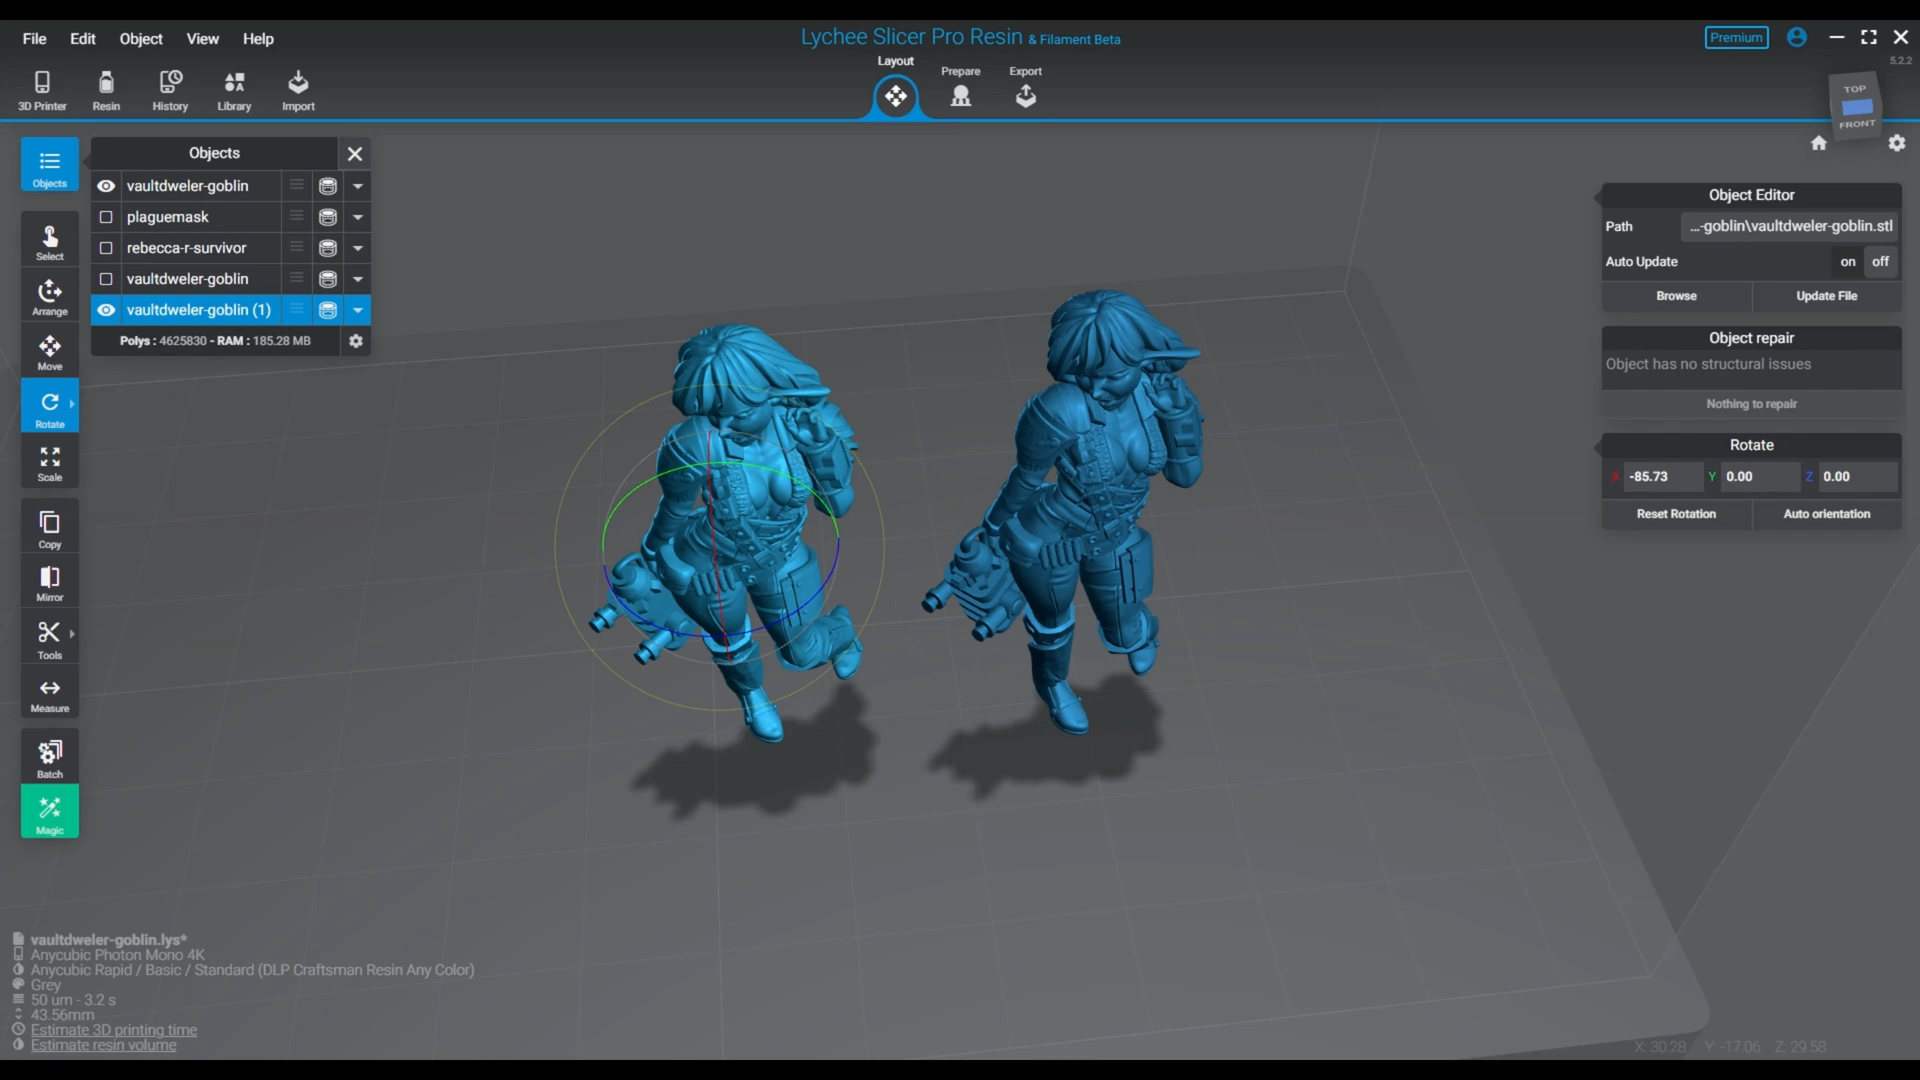 File Edit Object View Help
Lychee Slicer Pro Resin & Filament Beta
Premium
5.2.2
3D Printer Resin History Library Import
Layout Prepare Export
TOP
FRONT
Objects
Select
Arrange
Move
Rotate
Scale
Copy
Mirror
Tools
Measure
Batch
Magic
Objects
vaultdweler-goblin
plaguemask
rebecca-r-survivor
vaultdweler-goblin
vaultdweler-goblin (1)
Polys : 4625830 - RAM : 185.28 MB
Object Editor
Path ...-goblin\vaultdweler-goblin.stl
Auto Update on off
Browse Update File
Object repair
Object has no structural issues
Nothing to repair
Rotate
X -85.73 Y 0.00 Z 0.00
Reset Rotation Auto orientation
vaultdweler-goblin.lys*
Anycubic Photon Mono 4K
Anycubic Rapid / Basic / Standard (DLP Craftsman Resin Any Color)
Grey
50 um - 3.2 s
43.56mm
Estimate 3D printing time
Estimate resin volume
X: 30.28 Y: -17.06 Z: 29.58